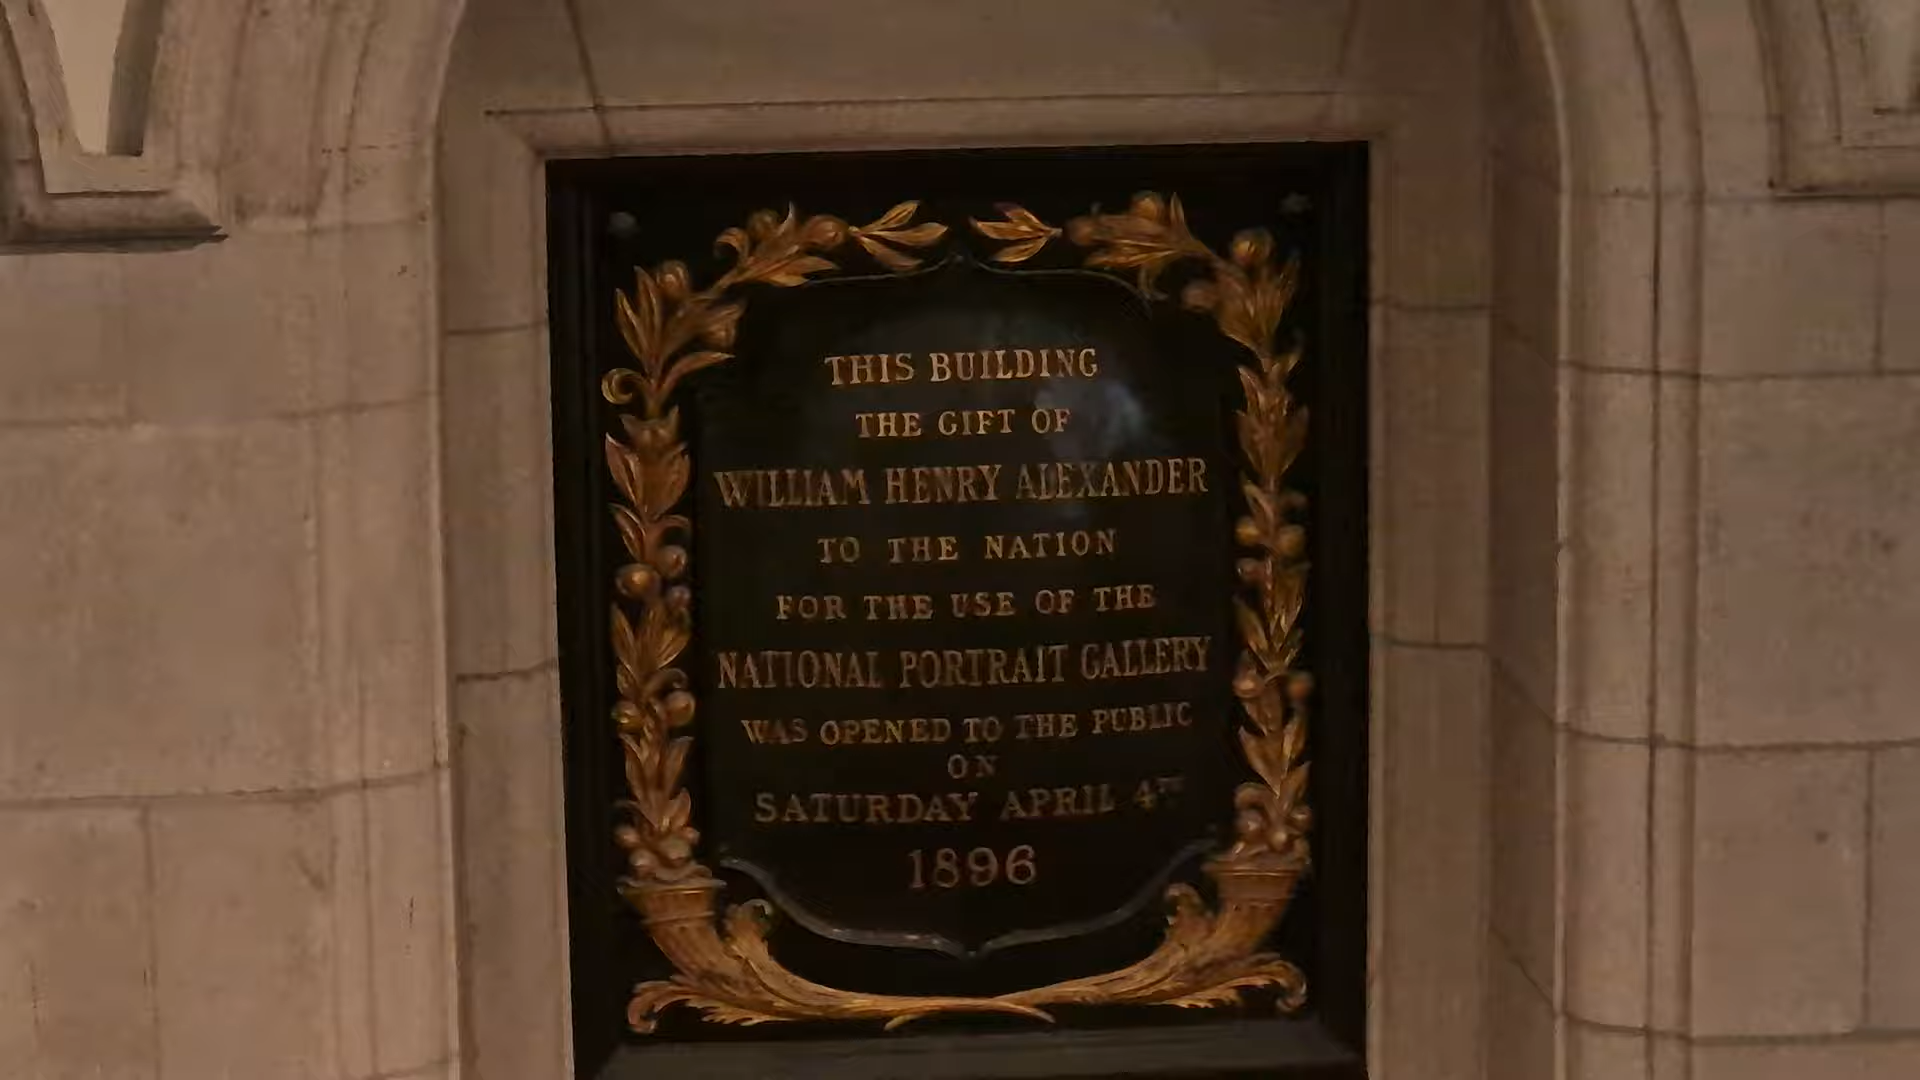 THIS BUILDING
THE GIFT OF
WILLIAM HENRY ALEXANDER
TO THE NATION
FOR THE USE OF THE
NATIONAL PORTRAIT GALLERY
WAS OPENED TO THE PUBLIC
ON
SATURDAY APRIL 4TH
1896